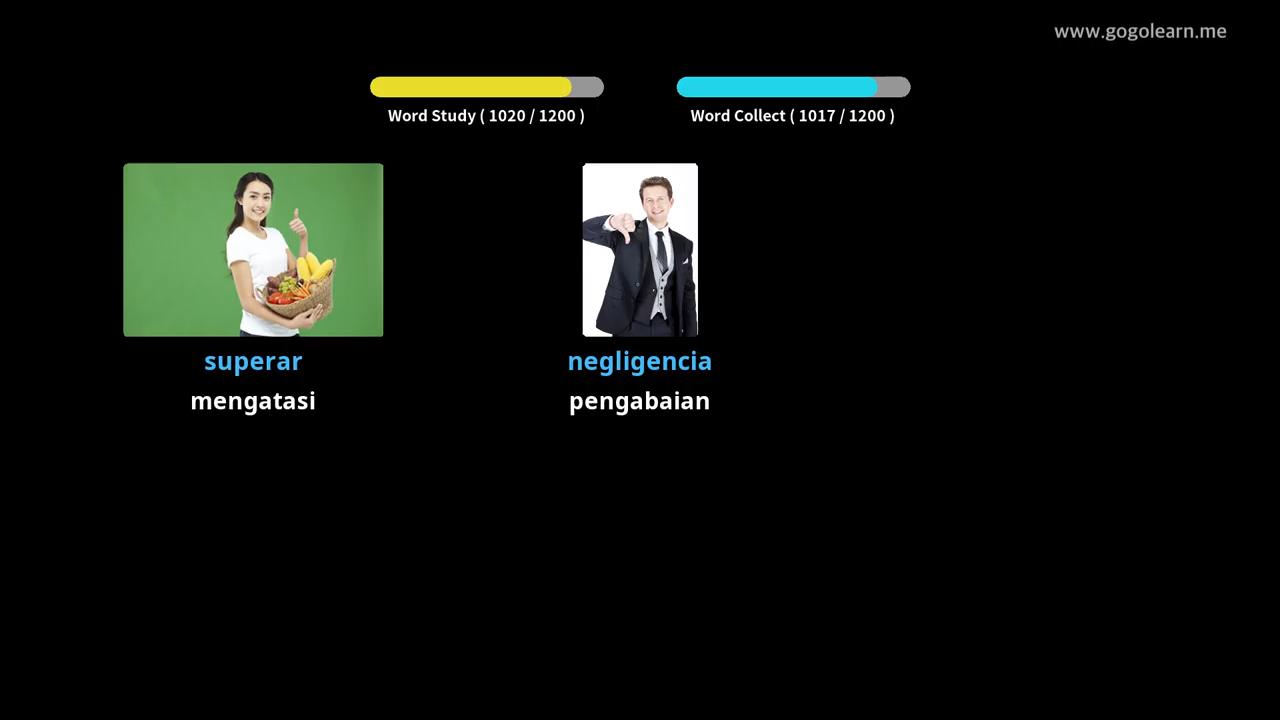 www.gogolearn.me
Word Study ( 1020 / 1200 )
Word Collect ( 1017 / 1200 )
superar
mengatasi
negligencia
pengabaian